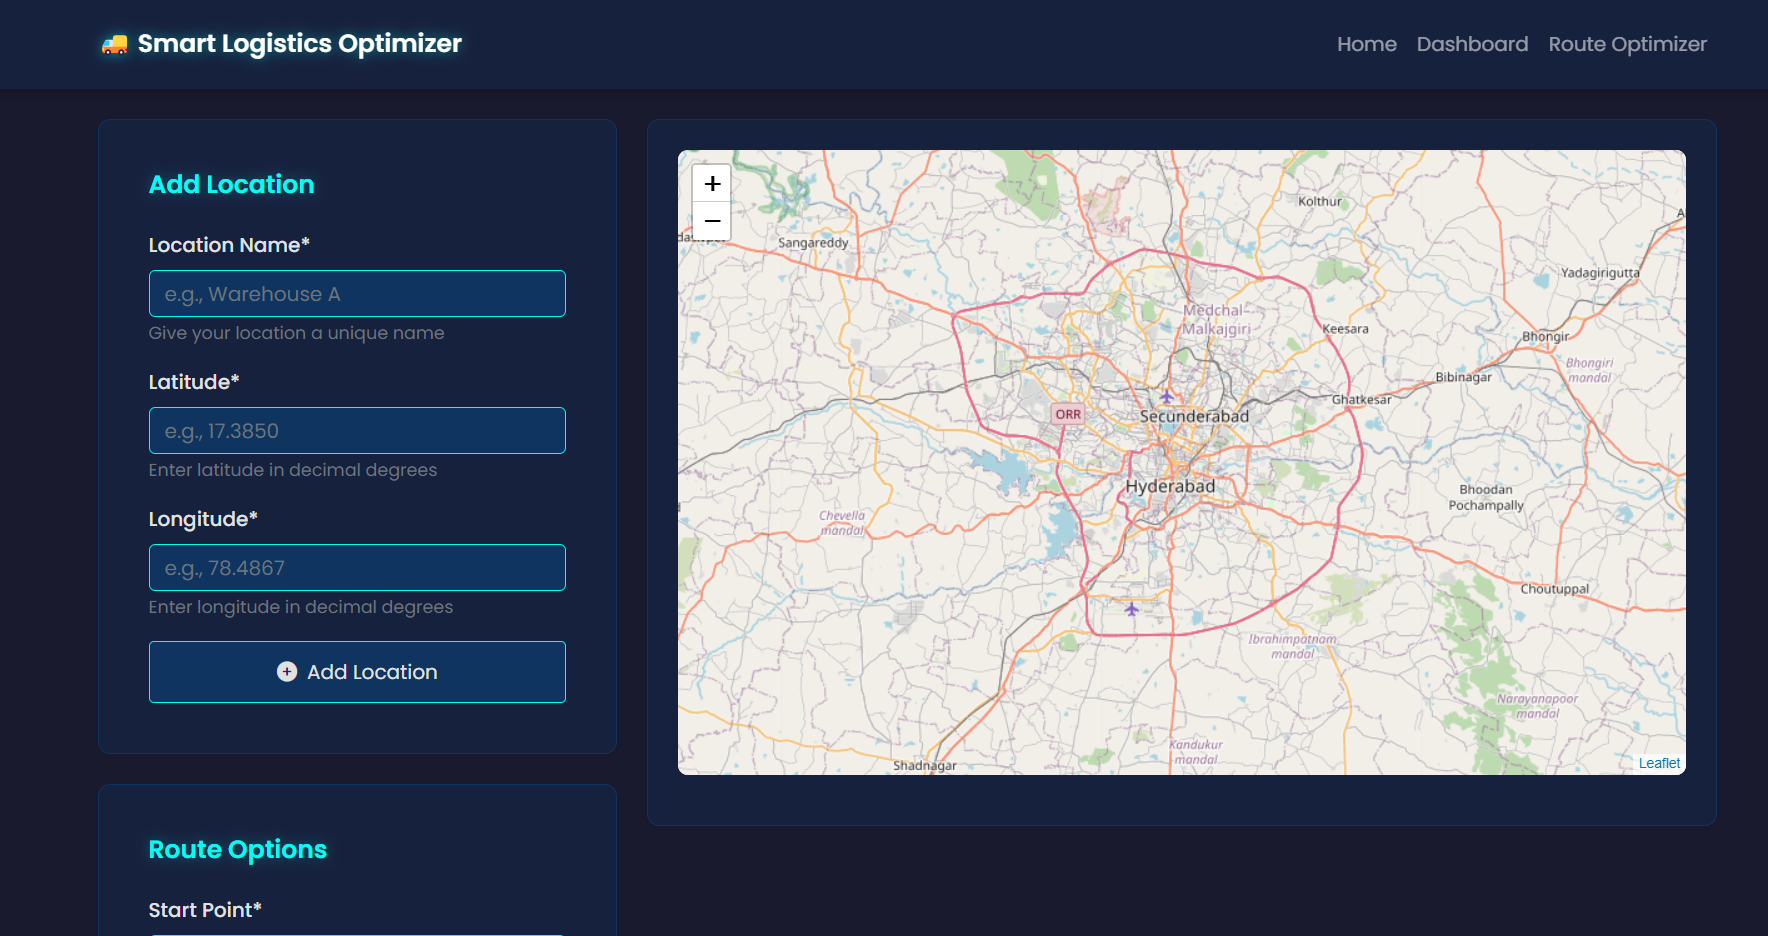 Smart Logistics Optimizer
Home Dashboard Route Optimizer
Add Location
Location Name*
e.g., Warehouse A
Give your location a unique name
Latitude*
e.g., 17.3850
Enter latitude in decimal degrees
Longitude*
e.g., 78.4867
Enter longitude in decimal degrees
Add Location
Route Options
Start Point*
+
−
Kolthur
Sangareddy
Yadagirigutta
Medchal-
Malkajgiri
Keesara
Bhongir
Bhongiri
mandal
Bibinagar
Ghatkesar
ORR
Secunderabad
Hyderabad
Bhoodan
Pochampally
Chevella
mandal
Choutuppal
Ibrahimpatnam
mandal
Narayanapoor
mandal
Kandukur
mandal
Shadnagar
Leaflet